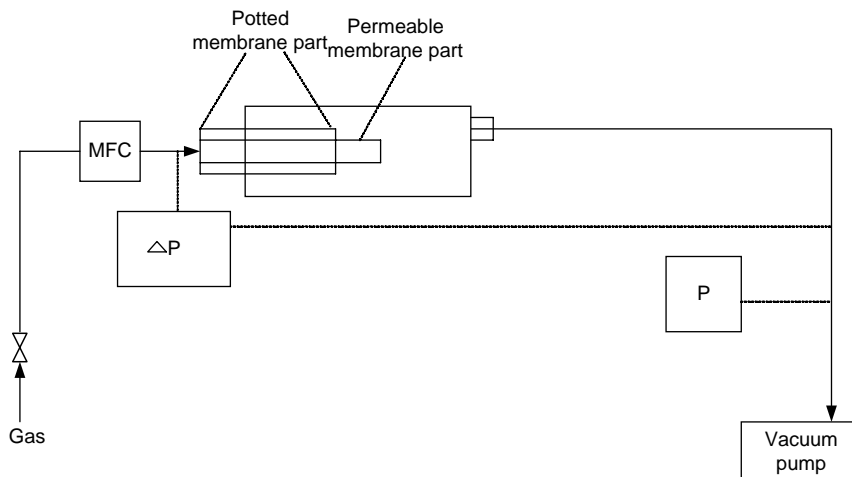 Potted
membrane part
Permeable
membrane part
MFC
△P
P
Gas
Vacuum
pump